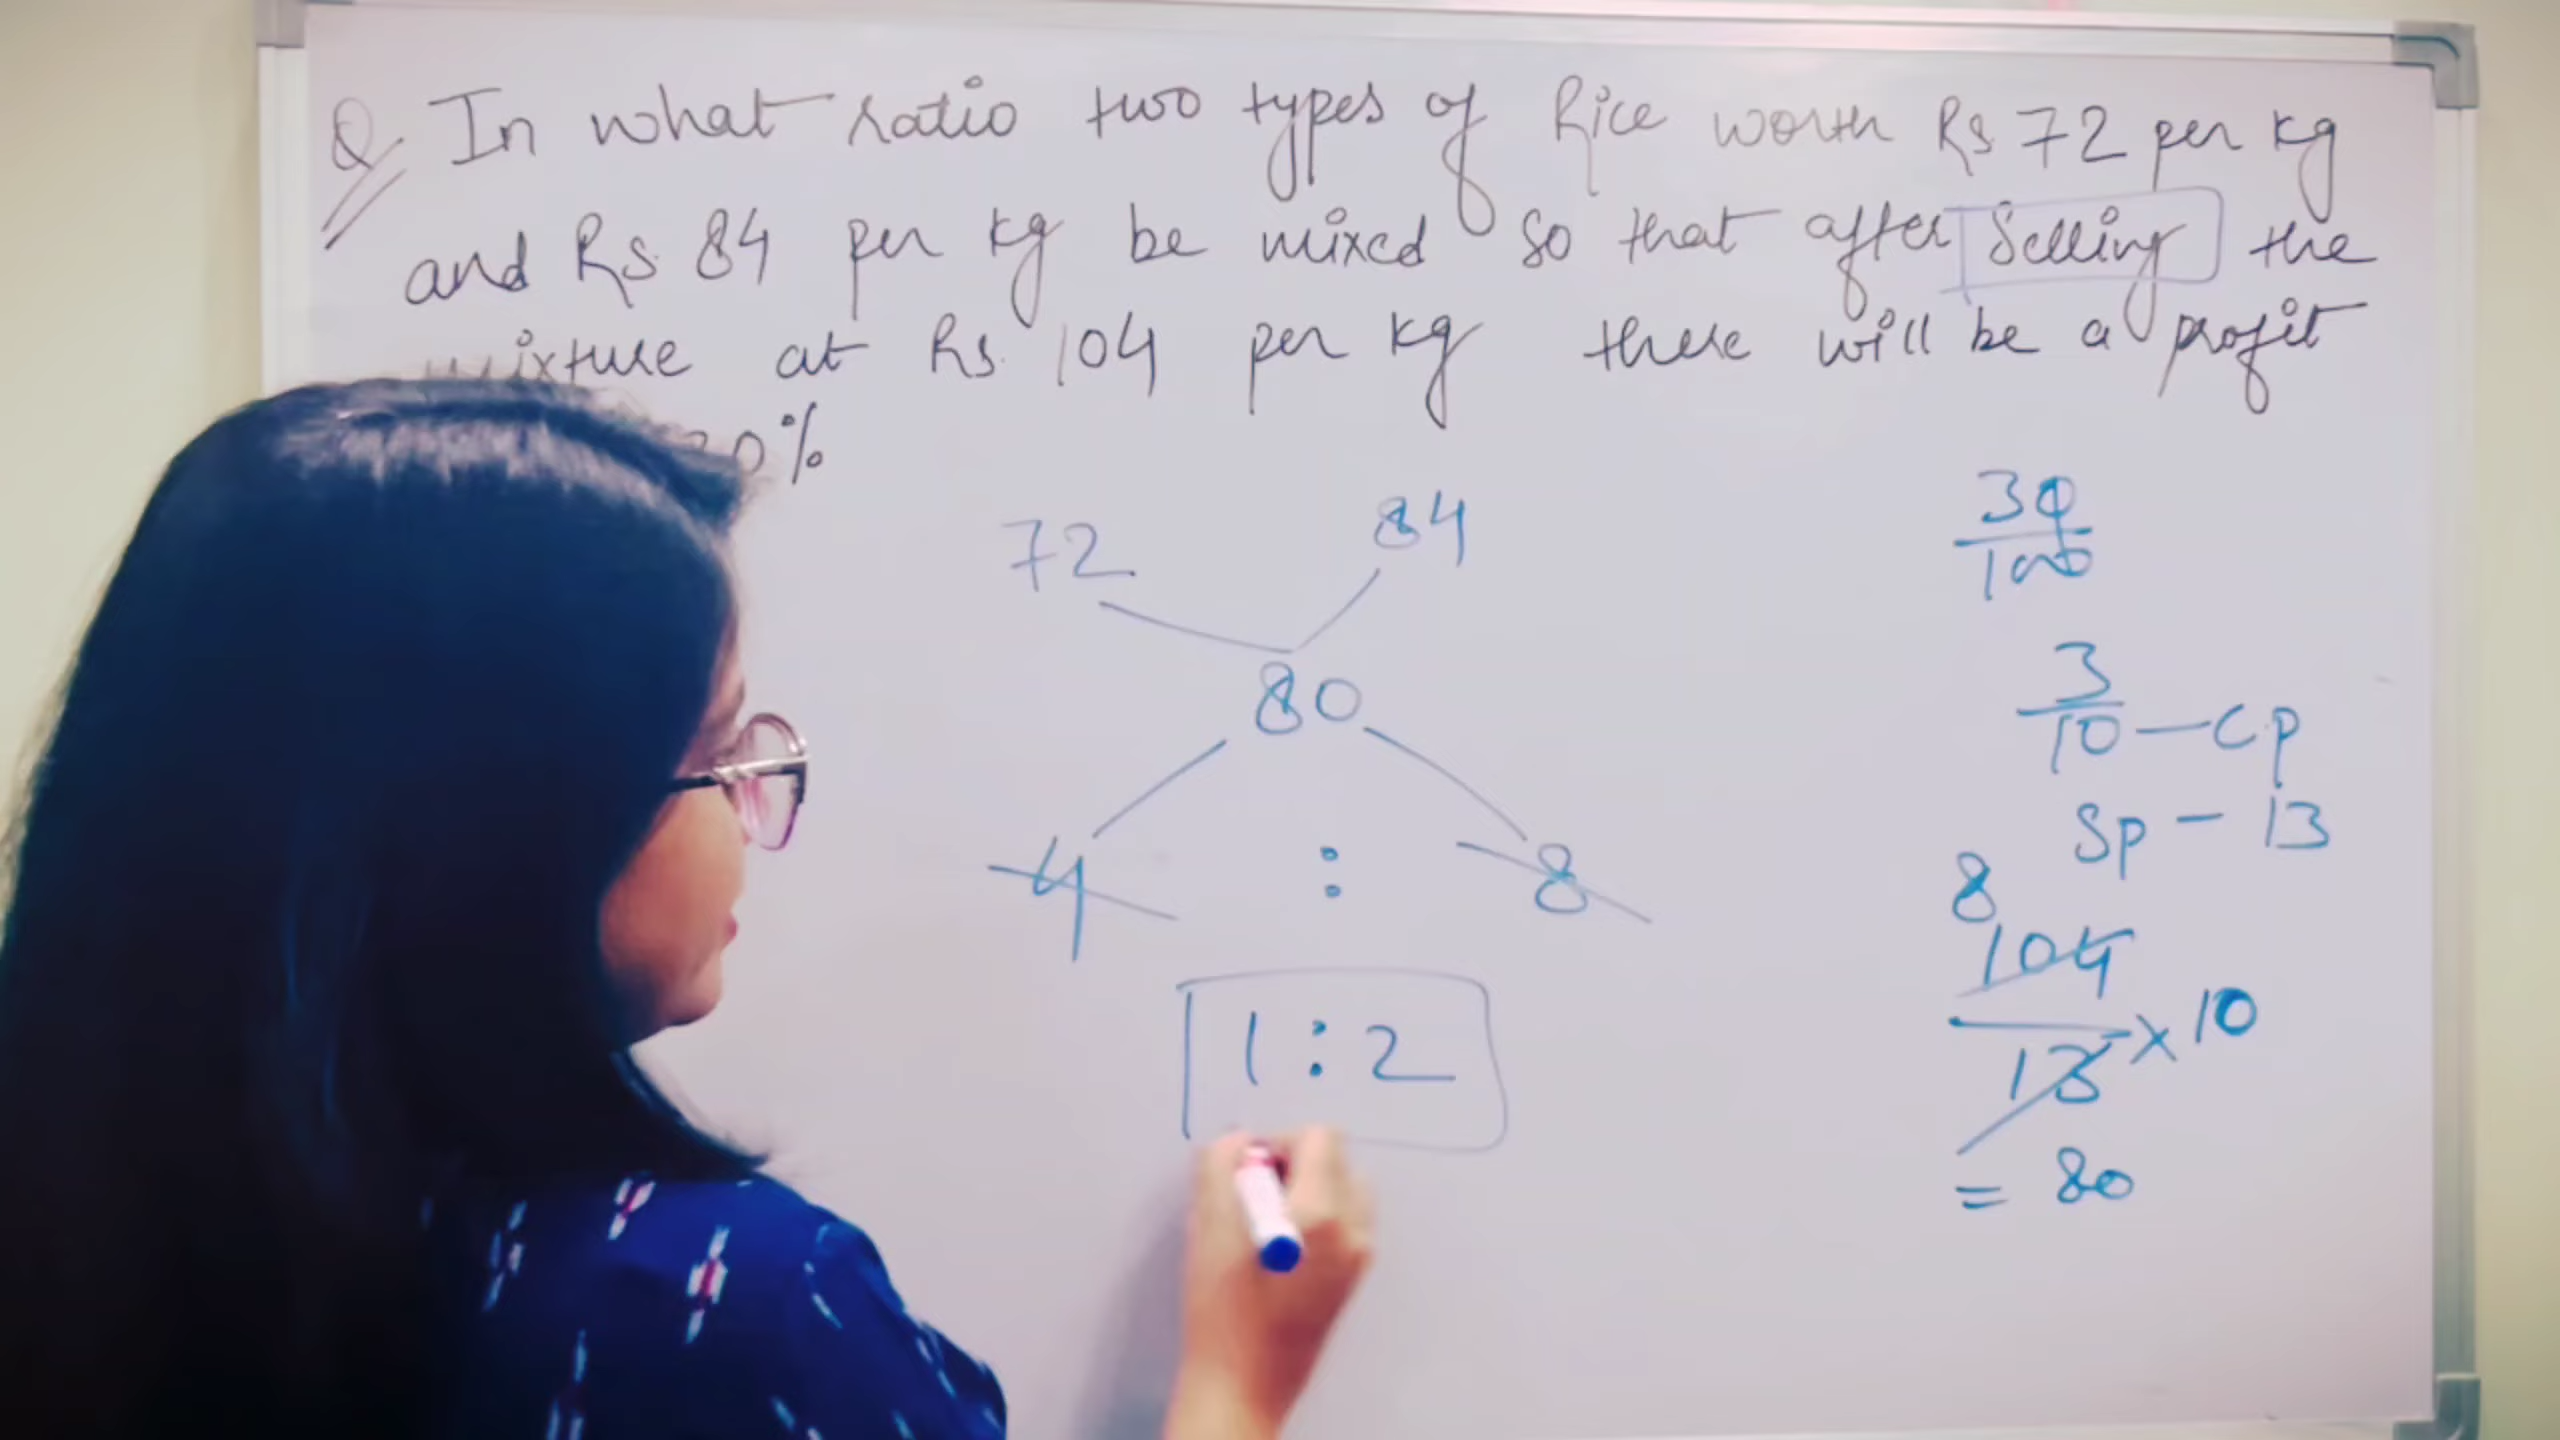 Q. In what ratio two types of Rice worth Rs 72 per kg
and Rs. 84 per kg be mixed so that after Selling the
mixture at Rs. 104 per kg there will be a profit
30%
72 84
80
4 : 8
1 : 2
30
100
3
10 - CP
SP - 13
8
104
13 × 10
= 80